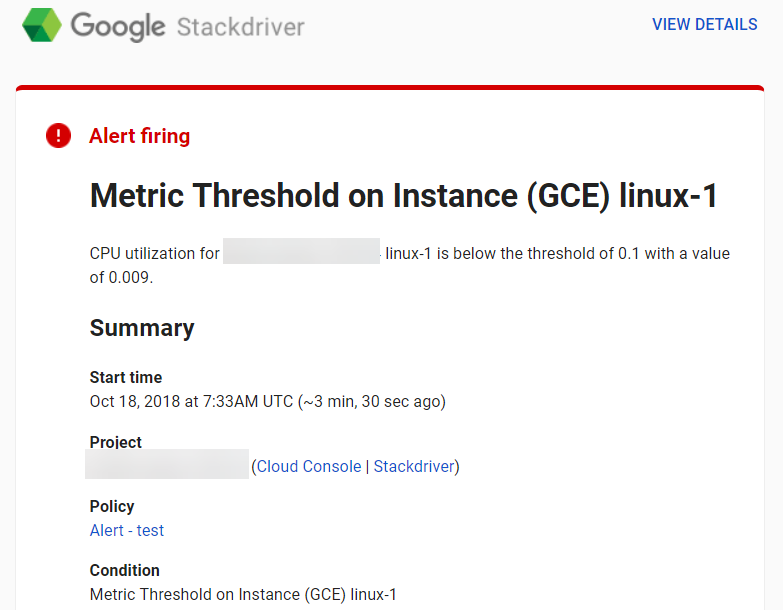 Google Stackdriver
VIEW DETAILS
Alert firing
Metric Threshold on Instance (GCE) linux-1
CPU utilization for linux-1 is below the threshold of 0.1 with a value
of 0.009.
Summary
Start time
Oct 18, 2018 at 7:33AM UTC (~3 min, 30 sec ago)
Project
(Cloud Console | Stackdriver)
Policy
Alert - test
Condition
Metric Threshold on Instance (GCE) linux-1